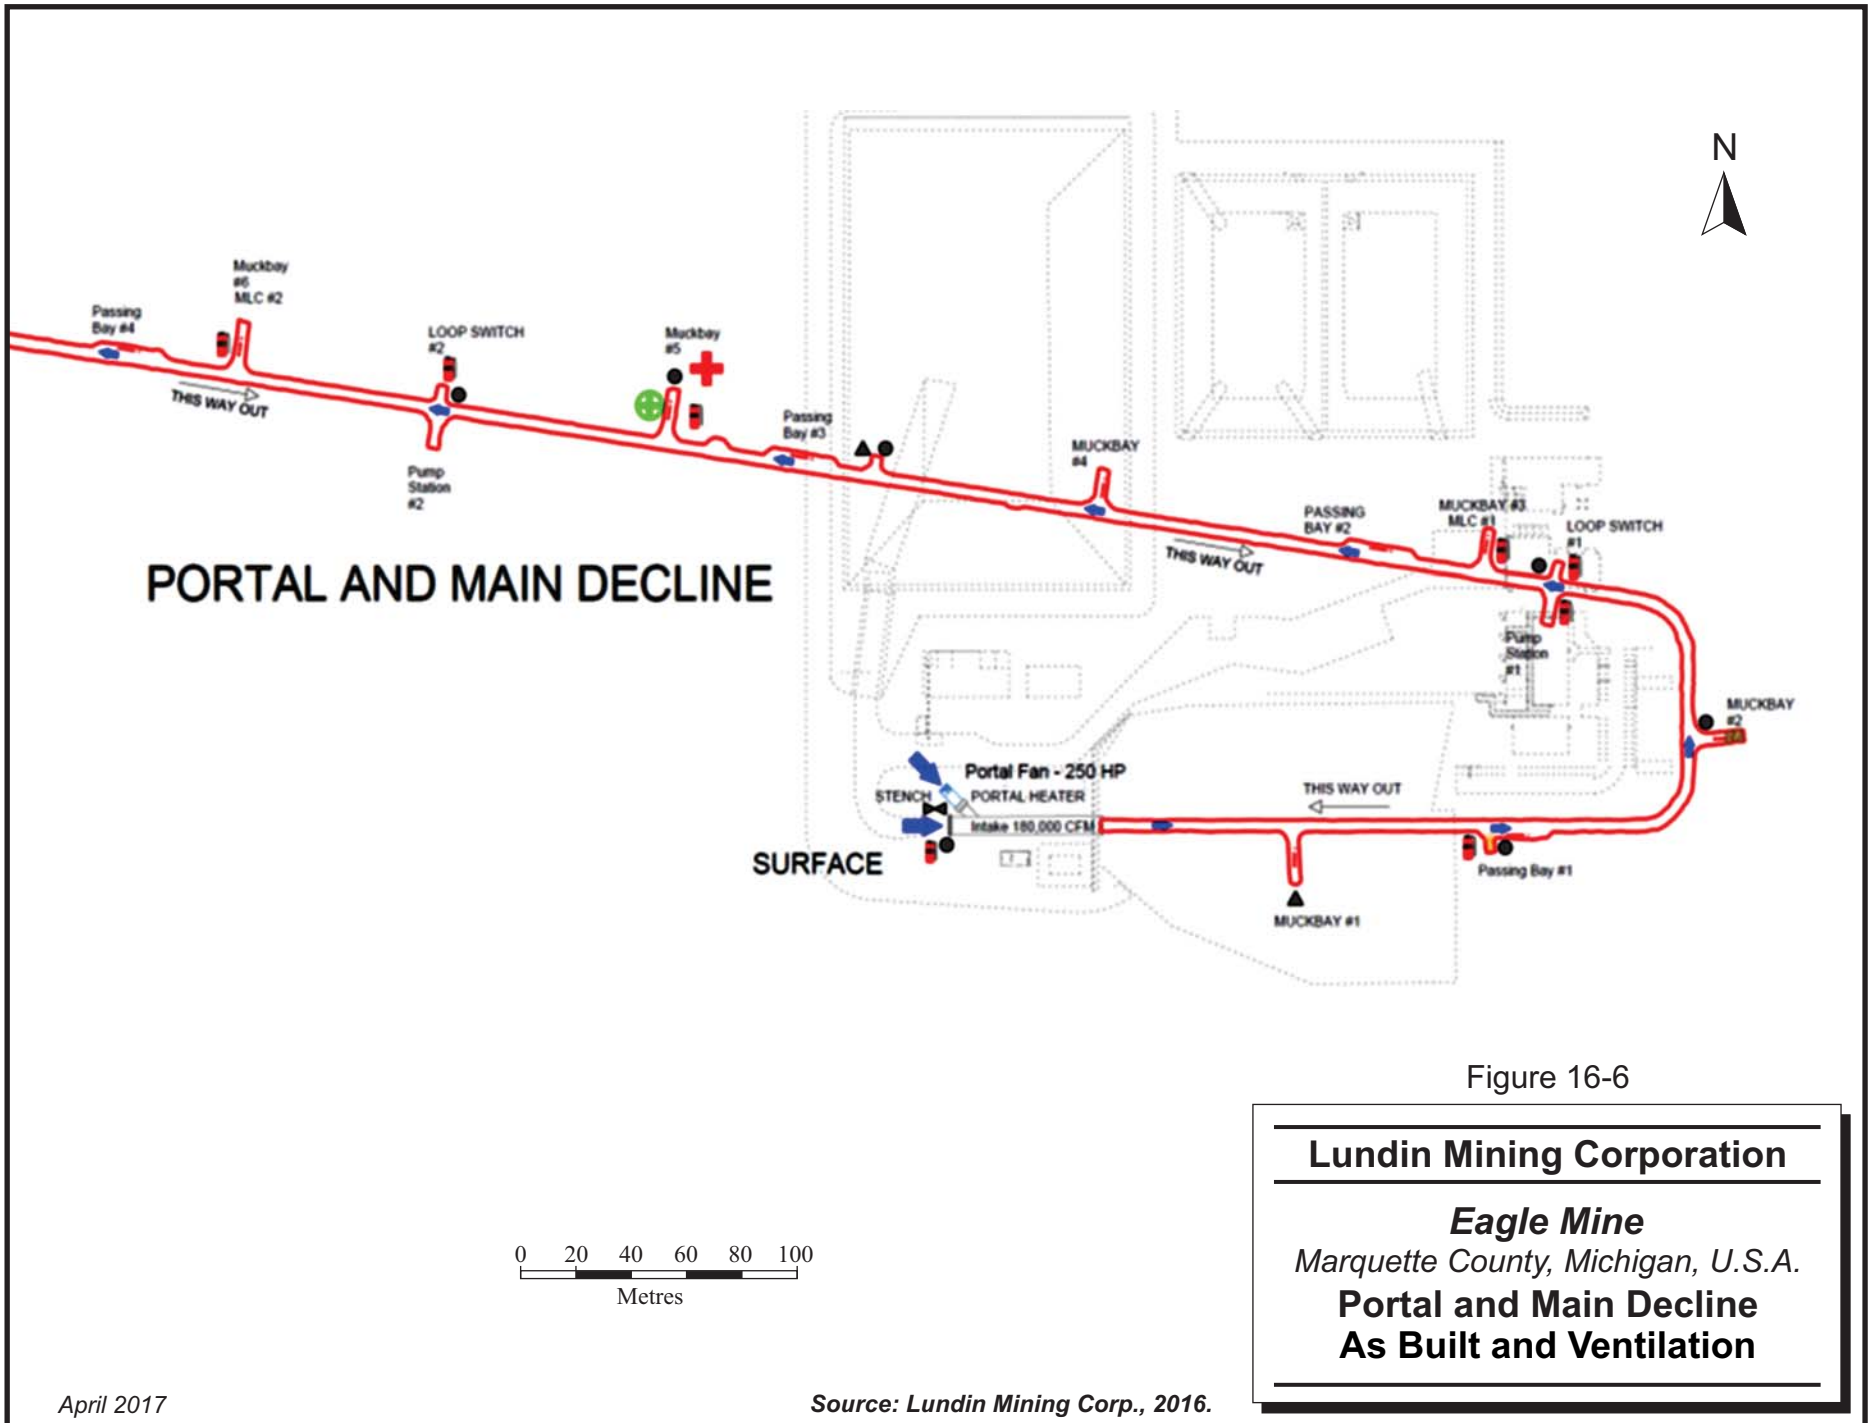 N
Muckbay
#6
MLC #2
Passing
Bay #4
LOOP SWITCH
#2
Muckbay
#5
THIS WAY OUT
Passing
Bay #3
MUCKBAY
#4
Pump
Station
#2
PASSING
BAY #2
MUCKBAY #3
MLC #1
LOOP SWITCH
#1
THIS WAY OUT
PORTAL AND MAIN DECLINE
Pump
Station
#1
MUCKBAY
#2
Portal Fan - 250 HP
STENCH
PORTAL HEATER
THIS WAY OUT
Intake 180,000 CFM
SURFACE
Passing Bay #1
MUCKBAY #1
Figure 16-6
Lundin Mining Corporation
Eagle Mine
Marquette County, Michigan, U.S.A.
Portal and Main Decline
As Built and Ventilation
0 20 40 60 80 100
Metres
April 2017
Source: Lundin Mining Corp., 2016.